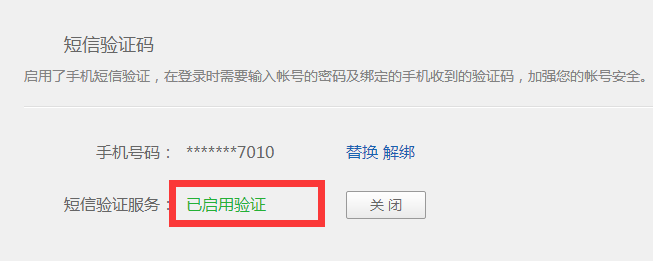 短信验证码
启用了手机短信验证，在登录时需要输入帐号的密码及绑定的手机收到的验证码，加强您的帐号安全。
手机号码： *******7010 替换 解绑
短信验证服务： 已启用验证 关 闭